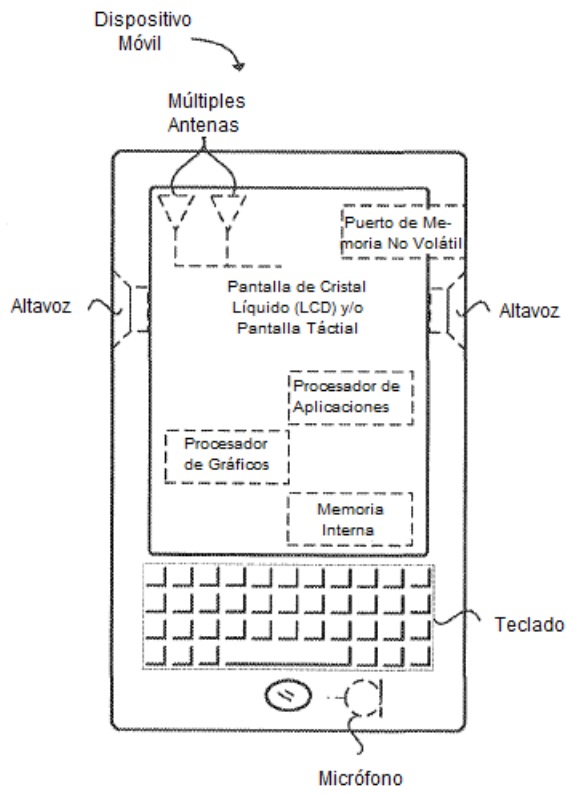 Dispositivo
Móvil
Múltiples
Antenas
Puerto de Me-
moria No Volátil
Pantalla de Cristal
Líquido (LCD) y/o
Pantalla Táctial
Altavoz
Altavoz
Procesador de
Aplicaciones
Procesador
de Gráficos
Memoria
Interna
Teclado
Micrófono